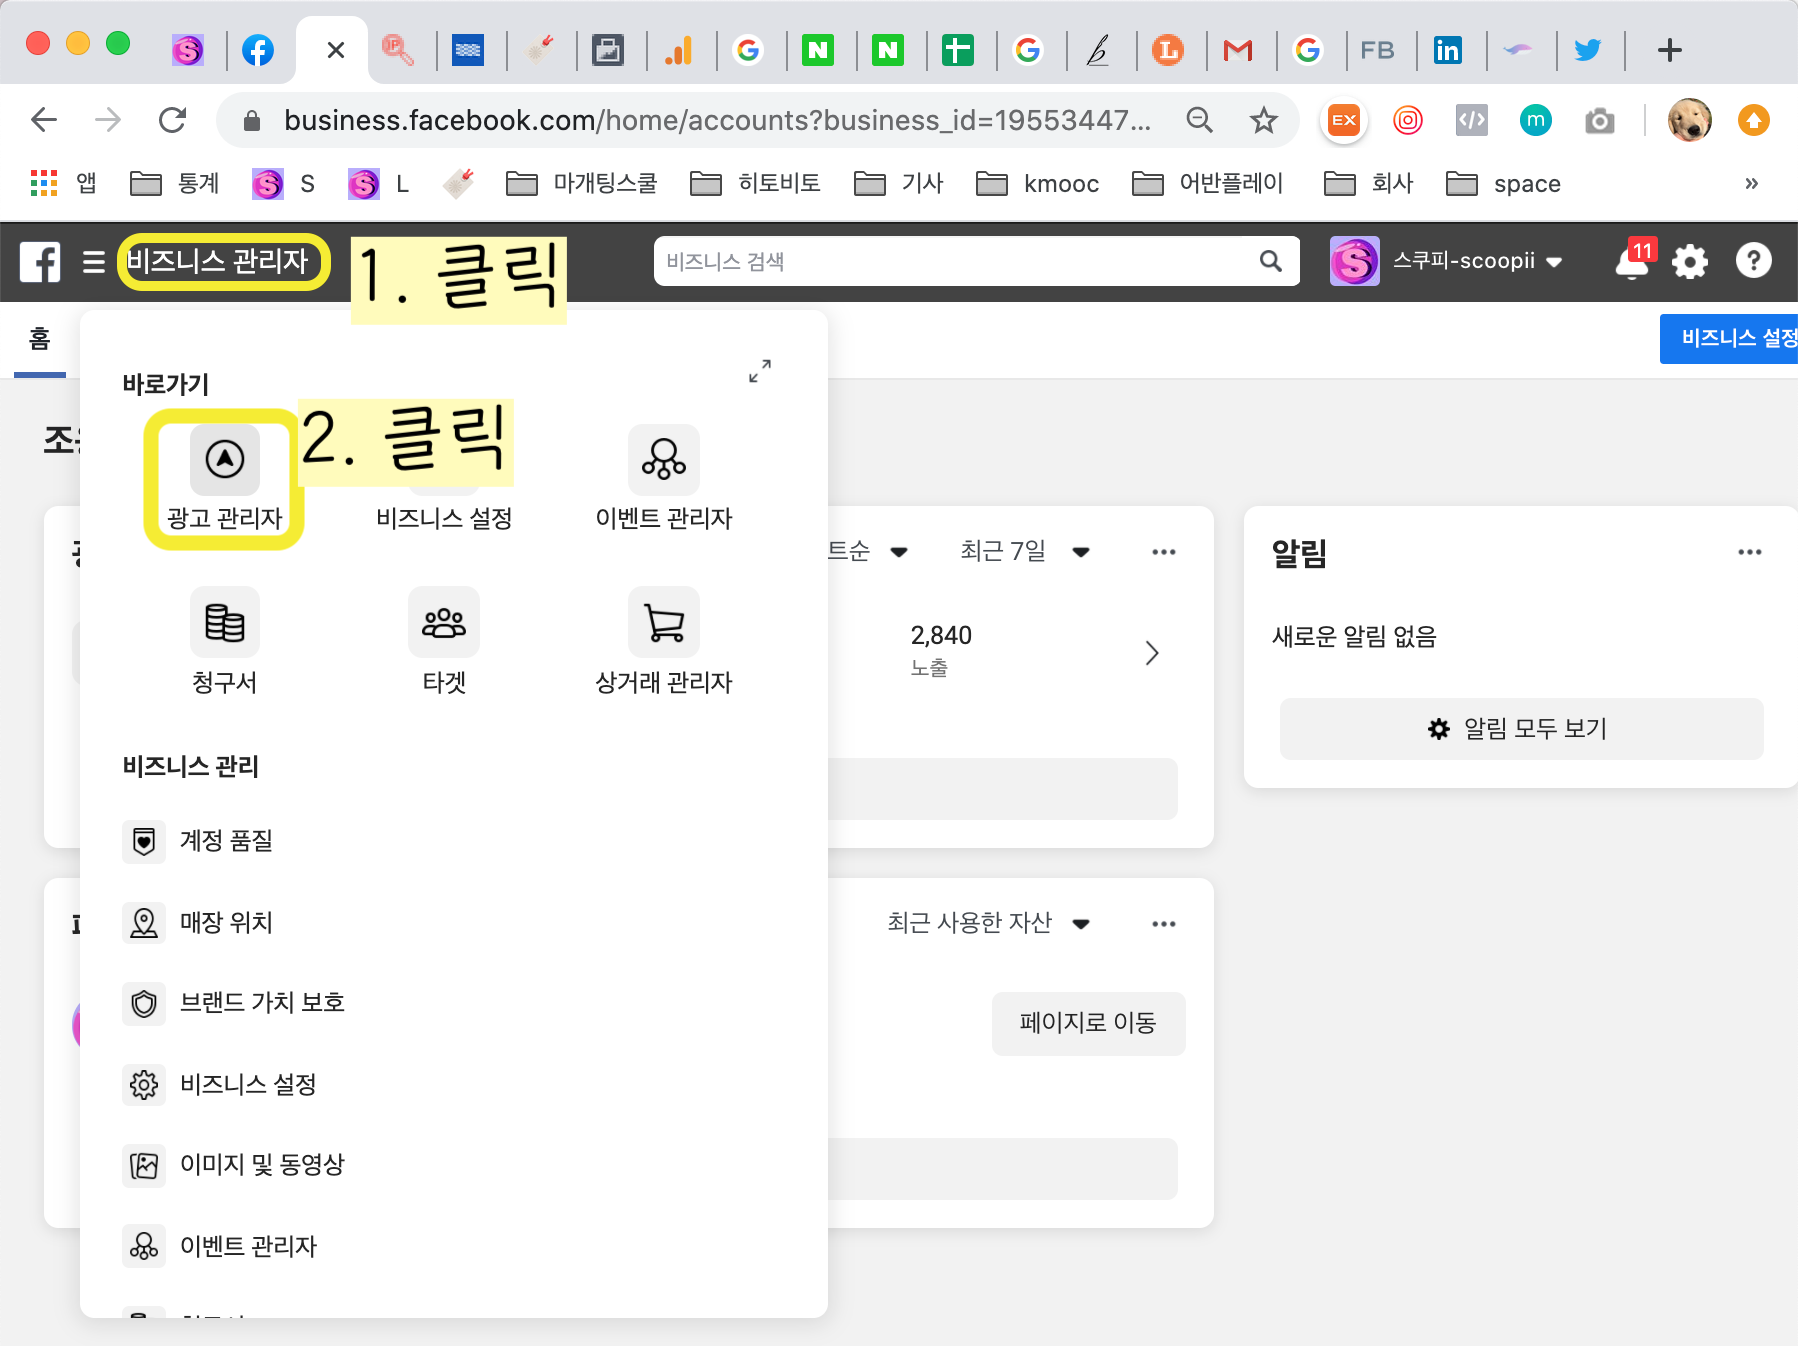 FB
business.facebook.com/home/accounts?business_id=19553447...
EX
m
앱
통계
S
L
마개팅스쿨
히토비토
기사
kmooc
어반플레이
회사
space
»
비즈니스 관리자
1. 클릭
비즈니스 검색
스쿠피-scoopii
11
홈
비즈니스 설정
바로가기
2. 클릭
광고 관리자
비즈니스 설정
이벤트 관리자
청구서
타겟
상거래 관리자
비즈니스 관리
계정 품질
매장 위치
브랜드 가치 보호
비즈니스 설정
이미지 및 동영상
이벤트 관리자
트순
최근 7일
2,840
노출
최근 사용한 자산
페이지로 이동
알림
새로운 알림 없음
알림 모두 보기